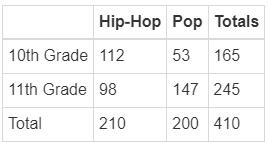 Hip-Hop Pop Totals
10th Grade 112 53 165
11th Grade 98 147 245
Total 210 200 410